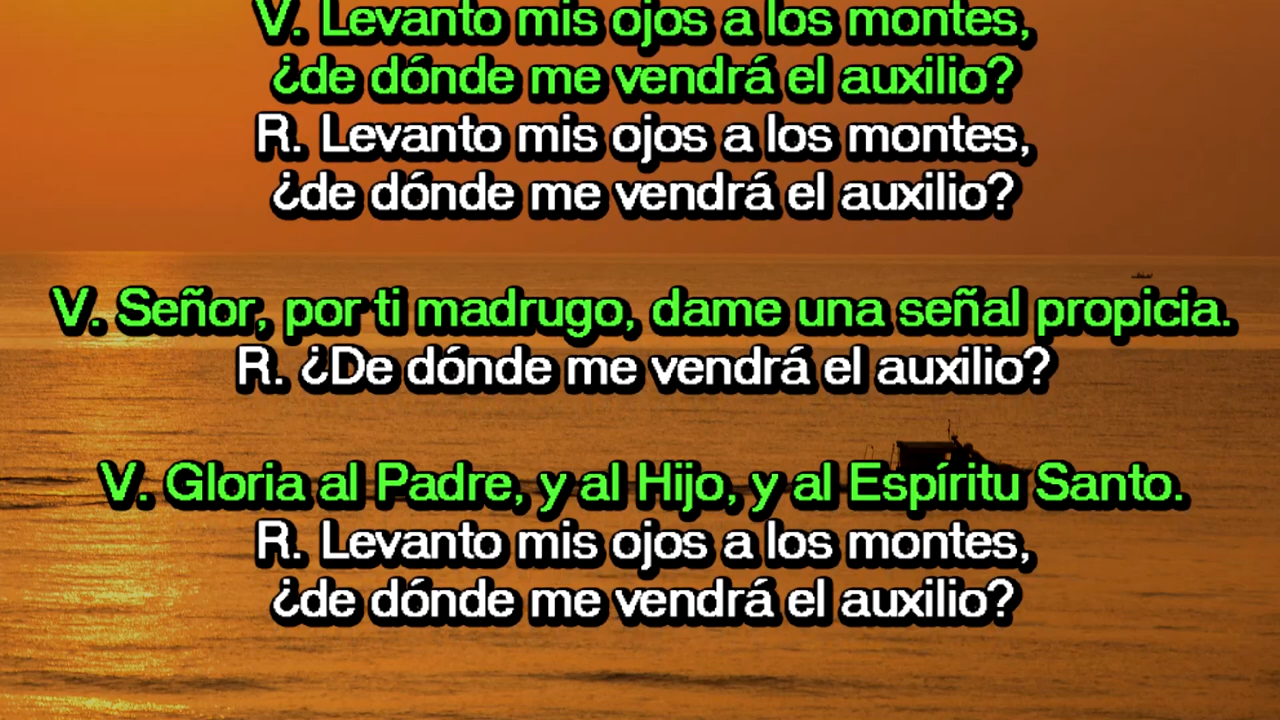 V. Levanto mis ojos a los montes,
¿de dónde me vendrá el auxilio?
R. Levanto mis ojos a los montes,
¿de dónde me vendrá el auxilio?
V. Señor, por ti madrugo, dame una señal propicia.
R. ¿De dónde me vendrá el auxilio?
V. Gloria al Padre, y al Hijo, y al Espíritu Santo.
R. Levanto mis ojos a los montes,
¿de dónde me vendrá el auxilio?